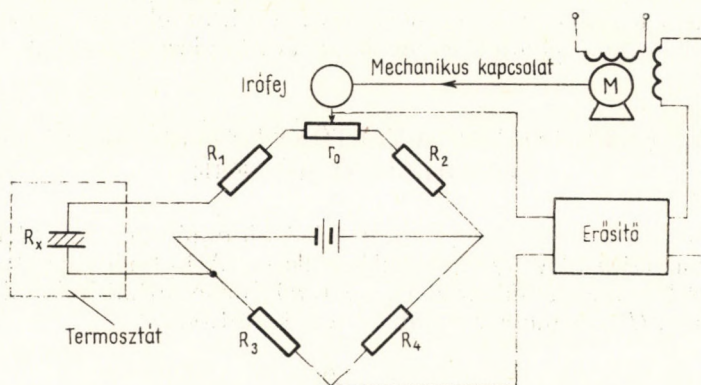 Mechanikus kapcsolat
Irófej
M
r₀
R₁
R₂
Rₓ
Erősítő
Termosztát
R₃
R₄